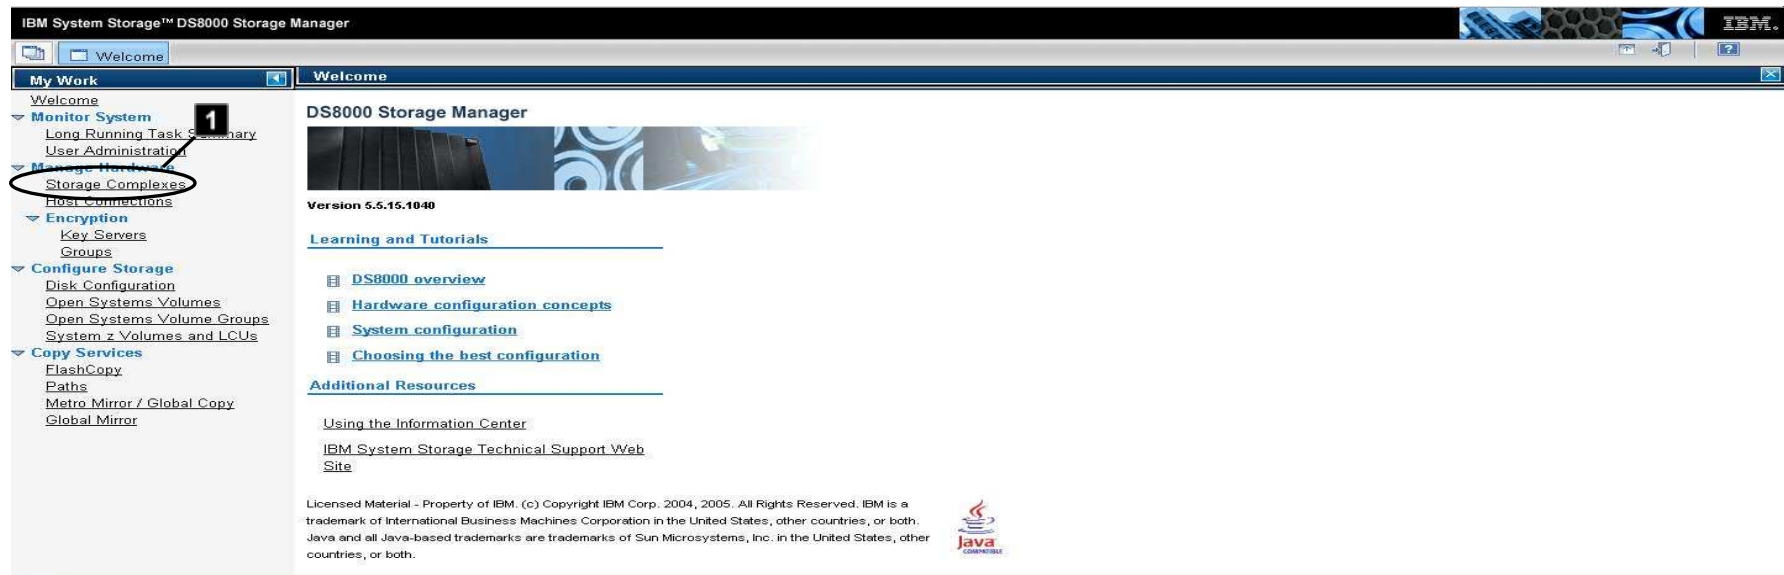 IBM System Storage™ DS8000 Storage Manager
IBM.
Welcome
?
My Work
Welcome
Welcome
Monitor System
Long Running Task Summary
1
User Administration
Manage Hardware
Storage Complexes
Host Connections
Encryption
Key Servers
Groups
Configure Storage
Disk Configuration
Open Systems Volumes
Open Systems Volume Groups
System z Volumes and LCUs
Copy Services
FlashCopy
Paths
Metro Mirror / Global Copy
Global Mirror
DS8000 Storage Manager
Version 5.5.15.1040
Learning and Tutorials
DS8000 overview
Hardware configuration concepts
System configuration
Choosing the best configuration
Additional Resources
Using the Information Center
IBM System Storage Technical Support Web
Site
Licensed Material - Property of IBM. (c) Copyright IBM Corp. 2004, 2005. All Rights Reserved. IBM is a
trademark of International Business Machines Corporation in the United States, other countries, or both.
Java and all Java-based trademarks are trademarks of Sun Microsystems, Inc. in the United States, other
countries, or both.
Java
COMPATIBLE